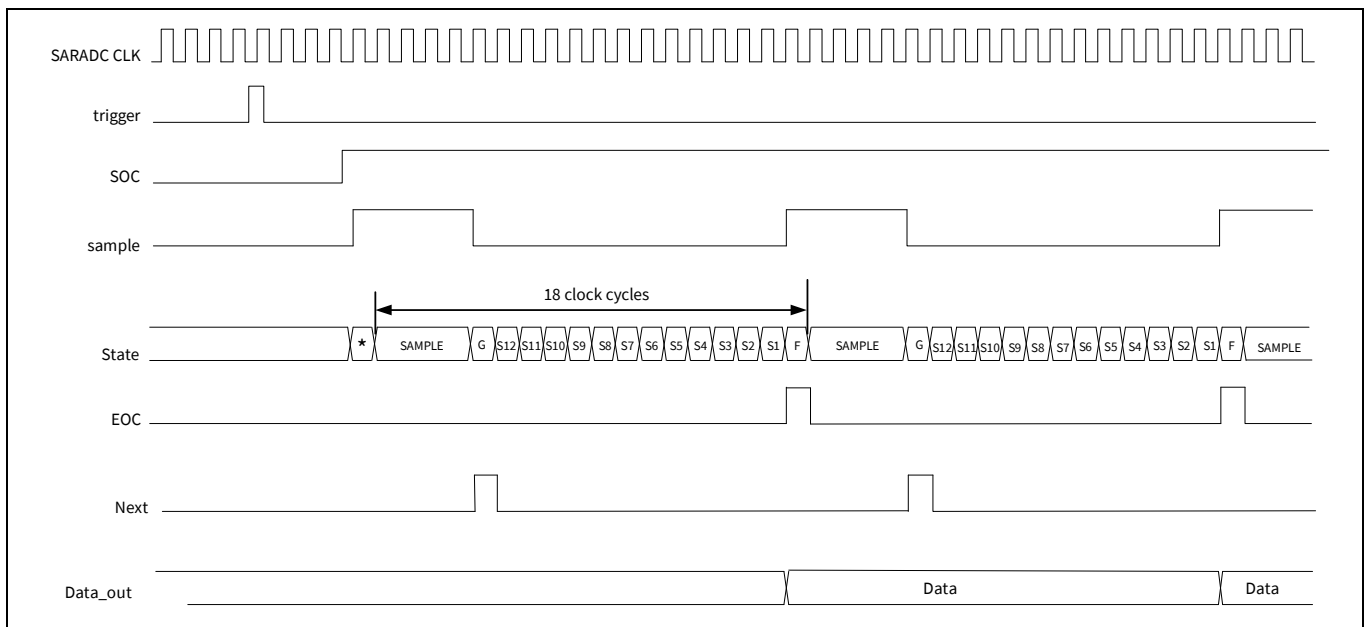 SARADC CLK
trigger
SOC
sample
18 clock cycles
State * SAMPLE G S12 S11 S10 S9 S8 S7 S6 S5 S4 S3 S2 S1 F SAMPLE G S12 S11 S10 S9 S8 S7 S6 S5 S4 S3 S2 S1 F SAMPLE
EOC
Next
Data_out Data Data